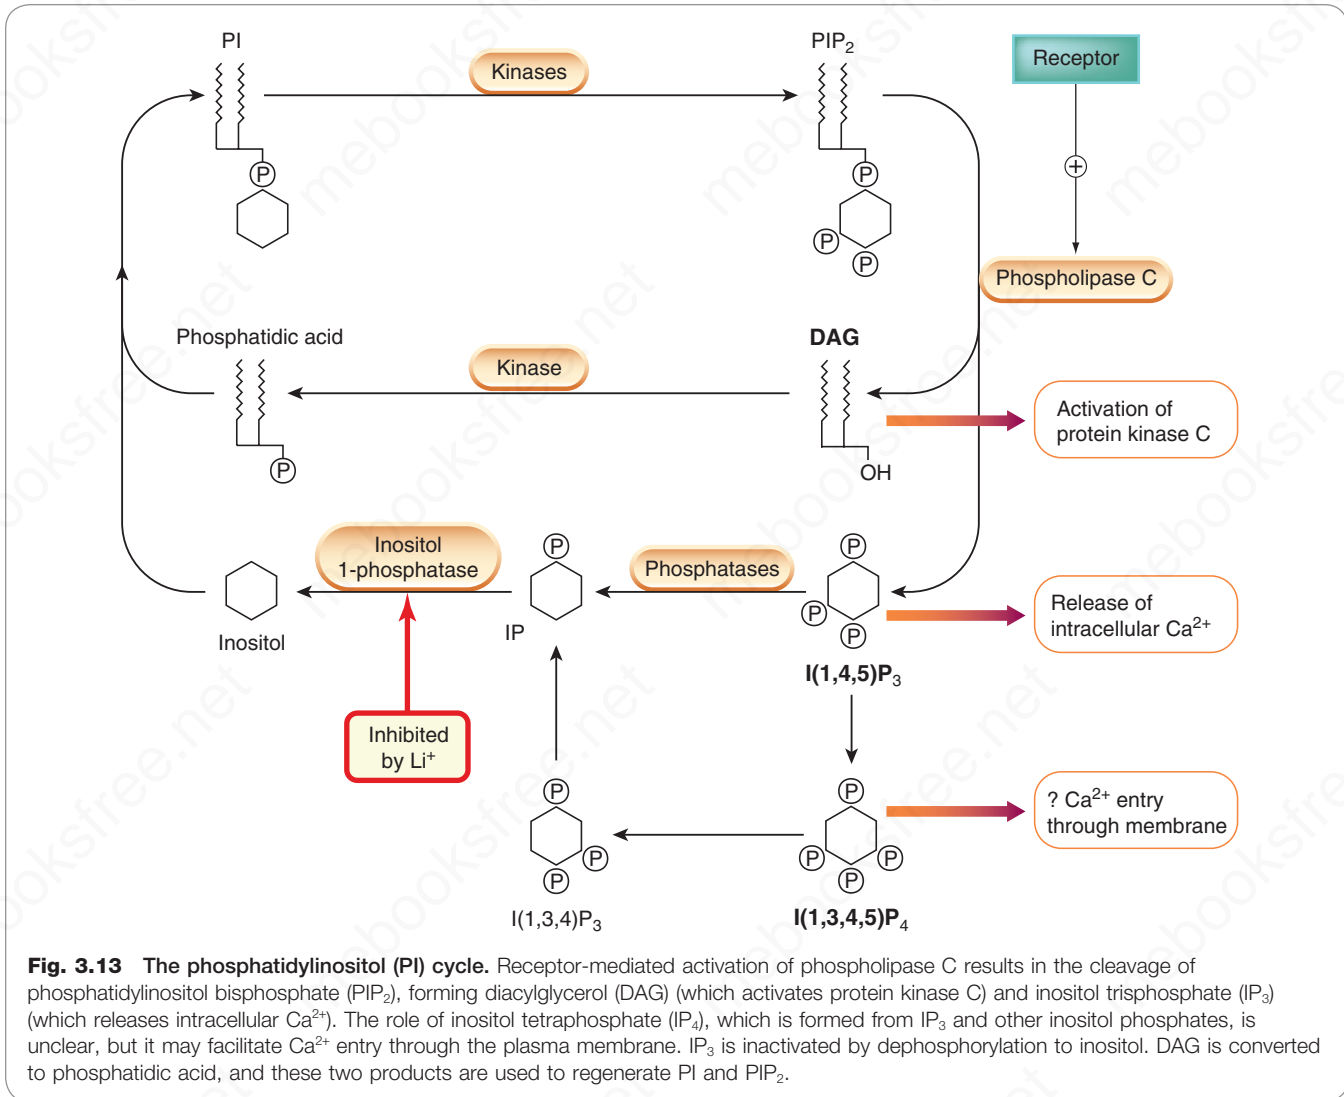 PI
Kinases
PIP2
Receptor
P
P
P
P
+
Phospholipase C
Phosphatidic acid
Kinase
DAG
P
OH
Activation of
protein kinase C
Inositol
Inositol
1-phosphatase
P
IP
Phosphatases
P
P
P
I(1,4,5)P3
Release of
intracellular Ca2+
Inhibited
by Li+
P
P
P
I(1,3,4)P3
P
P
P
P
I(1,3,4,5)P4
? Ca2+ entry
through membrane
Fig. 3.13 The phosphatidylinositol (PI) cycle. Receptor-mediated activation of phospholipase C results in the cleavage of
phosphatidylinositol bisphosphate (PIP2), forming diacylglycerol (DAG) (which activates protein kinase C) and inositol trisphosphate (IP3)
(which releases intracellular Ca2+). The role of inositol tetraphosphate (IP4), which is formed from IP3 and other inositol phosphates, is
unclear, but it may facilitate Ca2+ entry through the plasma membrane. IP3 is inactivated by dephosphorylation to inositol. DAG is converted
to phosphatidic acid, and these two products are used to regenerate PI and PIP2.
mebooksfree.net